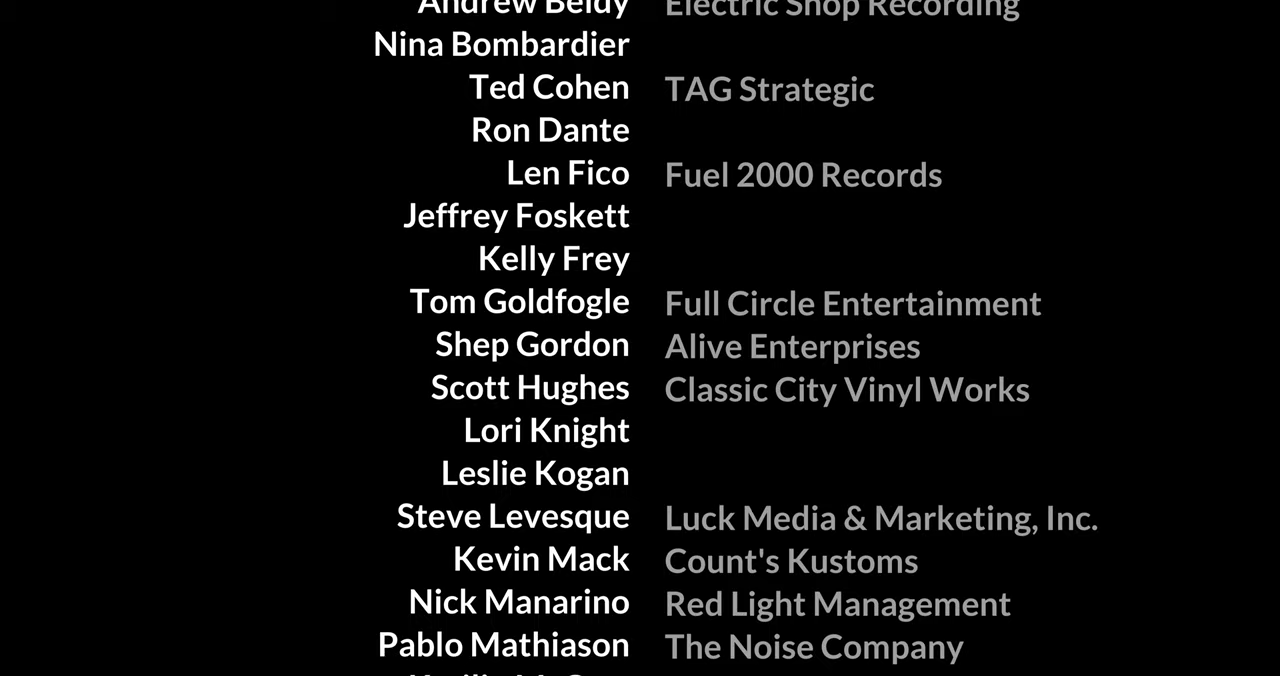 Andrew Beldy Electric Shop Recording
Nina Bombardier
Ted Cohen TAG Strategic
Ron Dante
Len Fico Fuel 2000 Records
Jeffrey Foskett
Kelly Frey
Tom Goldfogle Full Circle Entertainment
Shep Gordon Alive Enterprises
Scott Hughes Classic City Vinyl Works
Lori Knight
Leslie Kogan
Steve Levesque Luck Media & Marketing, Inc.
Kevin Mack Count's Kustoms
Nick Manarino Red Light Management
Pablo Mathiason The Noise Company